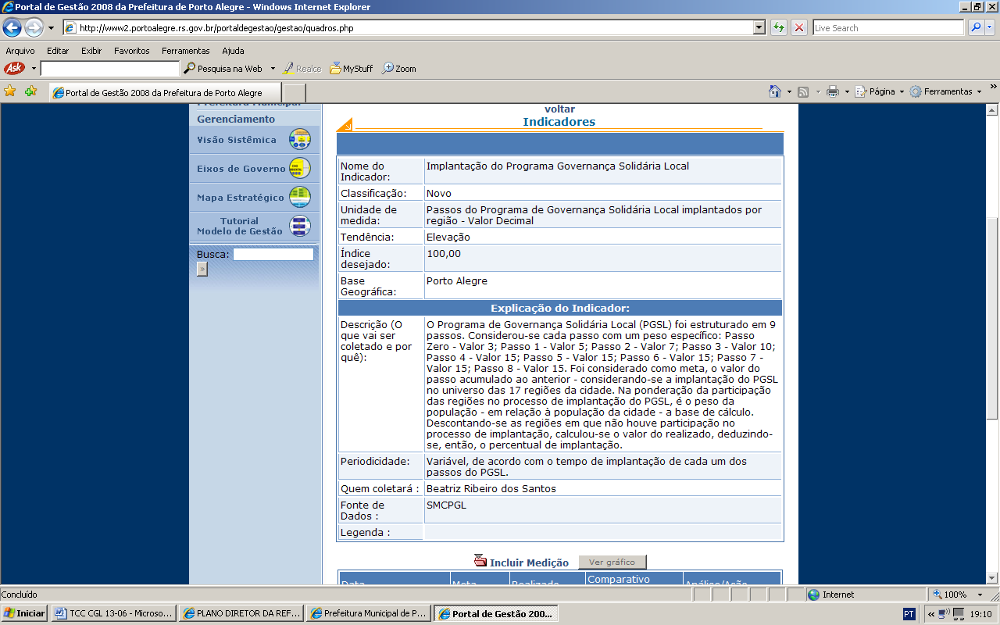 Portal de Gestão 2008 da Prefeitura de Porto Alegre - Windows Internet Explorer
http://www2.portoalegre.rs.gov.br/portaldegestao/gestao/quadros.php
Live Search
Arquivo Editar Exibir Favoritos Ferramentas Ajuda
Ask Pesquisa na Web Realce MyStuff Zoom
Portal de Gestão 2008 da Prefeitura de Porto Alegre Página Ferramentas »
Prefeitura Municipal
Gerenciamento
Visão Sistêmica
Eixos de Governo
Mapa Estratégico
Tutorial
Modelo de Gestão
Busca:
»
voltar
Indicadores
Nome do
Indicador:
Implantação do Programa Governança Solidária Local
Classificação: Novo
Unidade de
medida:
Passos do Programa de Governança Solidária Local implantados por
região - Valor Decimal
Tendência: Elevação
Índice
desejado:
100,00
Base
Geográfica:
Porto Alegre
Explicação do Indicador:
Descrição (O
que vai ser
coletado e por
quê):
O Programa de Governança Solidária Local (PGSL) foi estruturado em 9
passos. Considerou-se cada passo com um peso específico: Passo
Zero - Valor 3; Passo 1 - Valor 5; Passo 2 - Valor 7; Passo 3 - Valor 10;
Passo 4 - Valor 15; Passo 5 - Valor 15; Passo 6 - Valor 15; Passo 7 -
Valor 15; Passo 8 - Valor 15. Foi considerado como meta, o valor do
passo acumulado ao anterior - considerando-se a implantação do PGSL
no universo das 17 regiões da cidade. Na ponderação da participação
das regiões no processo de implantação do PGSL, é o peso da
população - em relação à população da cidade - a base de cálculo.
Descontando-se as regiões em que não houve participação no
processo de implantação, calculou-se o valor do realizado, deduzindo-
se, então, o percentual de implantação.
Periodicidade:
Variável, de acordo com o tempo de implantação de cada um dos
passos do PGSL.
Quem coletará : Beatriz Ribeiro dos Santos
Fonte de
Dados :
SMCPGL
Legenda :
Incluir Medição Ver gráfico
Data Meta Realizado Comparativo Análise/Ação
Concluído Internet 100%
Iniciar TCC CGL 13-06 - Microso... PLANO DIRETOR DA REF... Prefeitura Municipal de P... Portal de Gestão 200... PT « 19:10